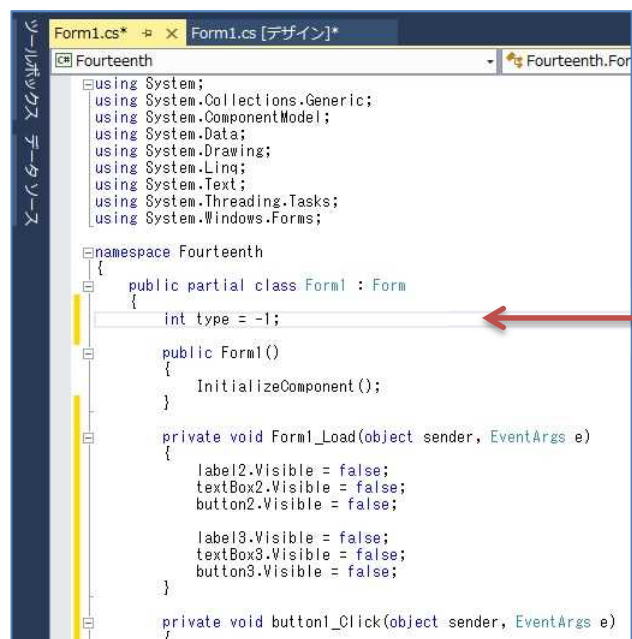 ツールボックス データ ソース
Form1.cs* Form1.cs [デザイン]*
Fourteenth Fourteenth.For
using System;
using System.Collections.Generic;
using System.ComponentModel;
using System.Data;
using System.Drawing;
using System.Linq;
using System.Text;
using System.Threading.Tasks;
using System.Windows.Forms;
namespace Fourteenth
{
public partial class Form1 : Form
{
int type = -1;
public Form1()
{
InitializeComponent();
}
private void Form1_Load(object sender, EventArgs e)
{
label2.Visible = false;
textBox2.Visible = false;
button2.Visible = false;
label3.Visible = false;
textBox3.Visible = false;
button3.Visible = false;
}
private void button1_Click(object sender, EventArgs e)
{